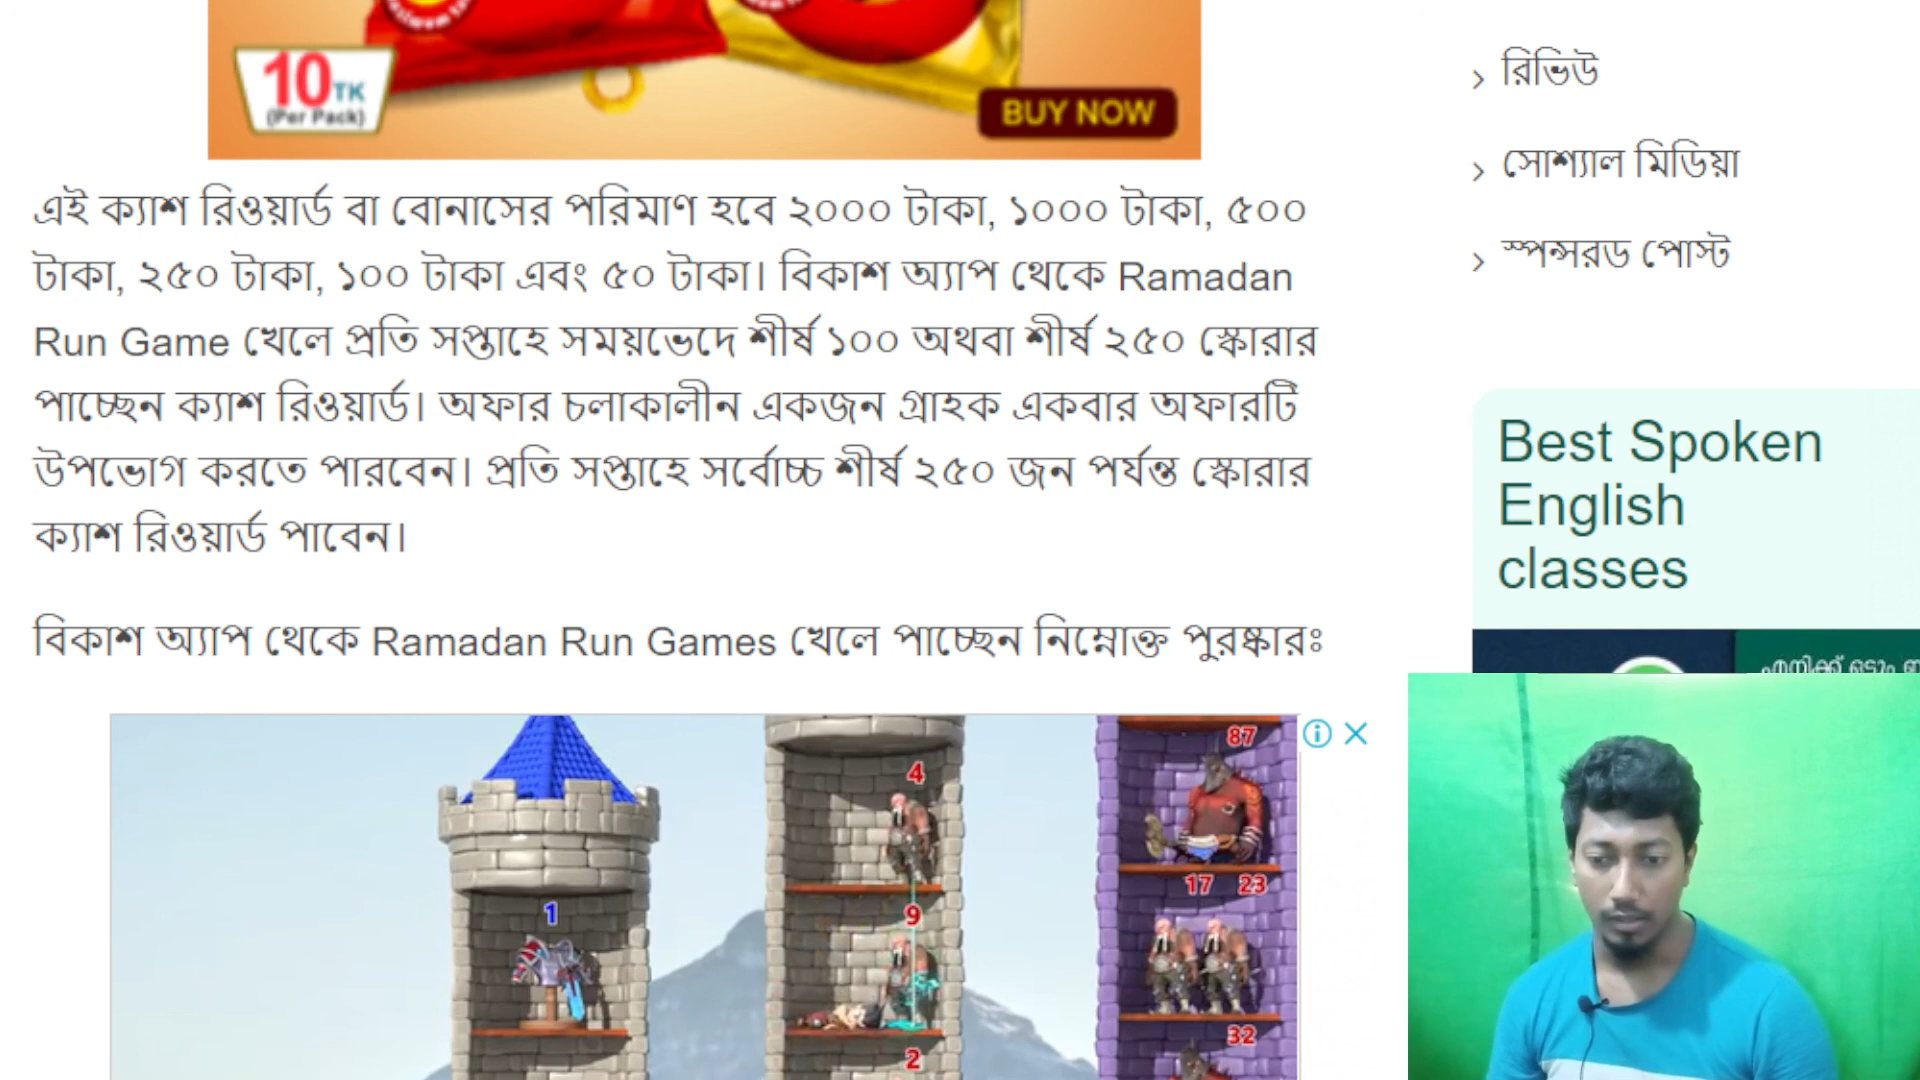 10TK
(Per Pack)
BUY NOW
এই ক্যাশ রিওয়ার্ড বা বোনাসের পরিমাণ হবে ২০০০ টাকা, ১০০০ টাকা, ৫০০
টাকা, ২৫০ টাকা, ১০০ টাকা এবং ৫০ টাকা। বিকাশ অ্যাপ থেকে Ramadan
Run Game খেলে প্রতি সপ্তাহে সময়ভেদে শীর্ষ ১০০ অথবা শীর্ষ ২৫০ স্কোরার
পাচ্ছেন ক্যাশ রিওয়ার্ড। অফার চলাকালীন একজন গ্রাহক একবার অফারটি
উপভোগ করতে পারবেন। প্রতি সপ্তাহে সর্বোচ্চ শীর্ষ ২৫০ জন পর্যন্ত স্কোরার
ক্যাশ রিওয়ার্ড পাবেন।
বিকাশ অ্যাপ থেকে Ramadan Run Games খেলে পাচ্ছেন নিম্নোক্ত পুরষ্কারঃ
1
4
9
2
87
17 23
32
রিভিউ
সোশ্যাল মিডিয়া
স্পন্সরড পোস্ট
Best Spoken
English
classes